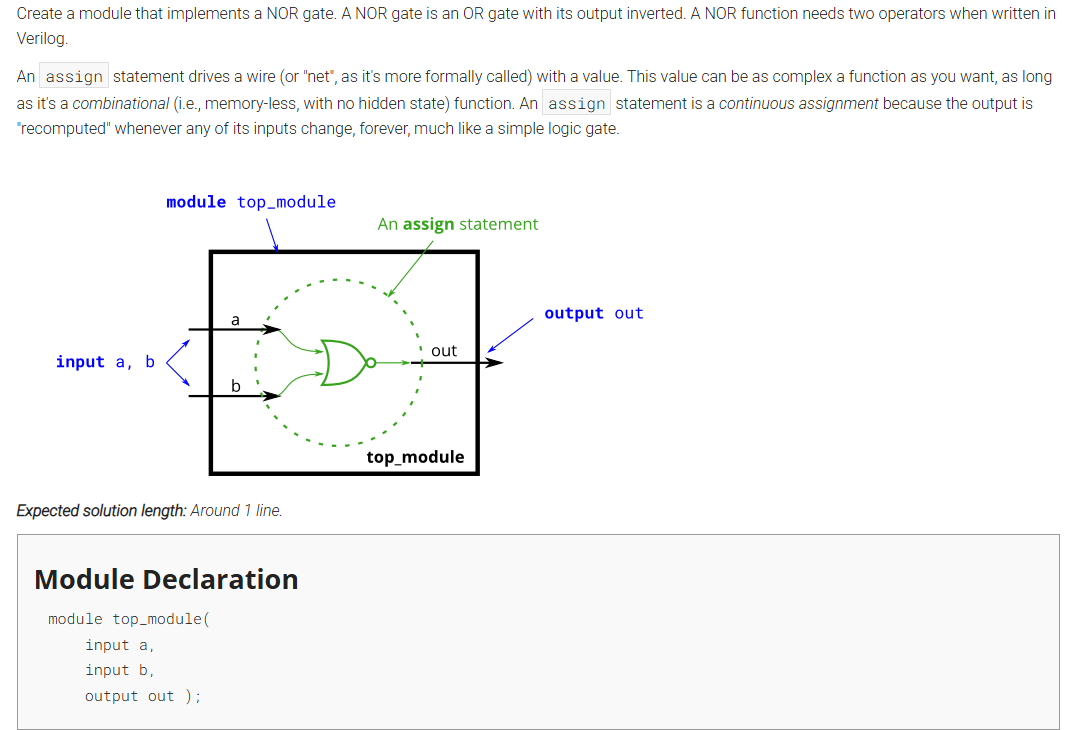 Create a module that implements a NOR gate. A NOR gate is an OR gate with its output inverted. A NOR function needs two operators when written in
Verilog.
An assign statement drives a wire (or "net", as it's more formally called) with a value. This value can be as complex a function as you want, as long
as it's a combinational (i.e., memory-less, with no hidden state) function. An assign statement is a continuous assignment because the output is
"recomputed" whenever any of its inputs change, forever, much like a simple logic gate.
module top_module
An assign statement
output out
a
out
input a, b
b
top_module
Expected solution length: Around 1 line.
Module Declaration
module top_module(
    input a,
    input b,
    output out );